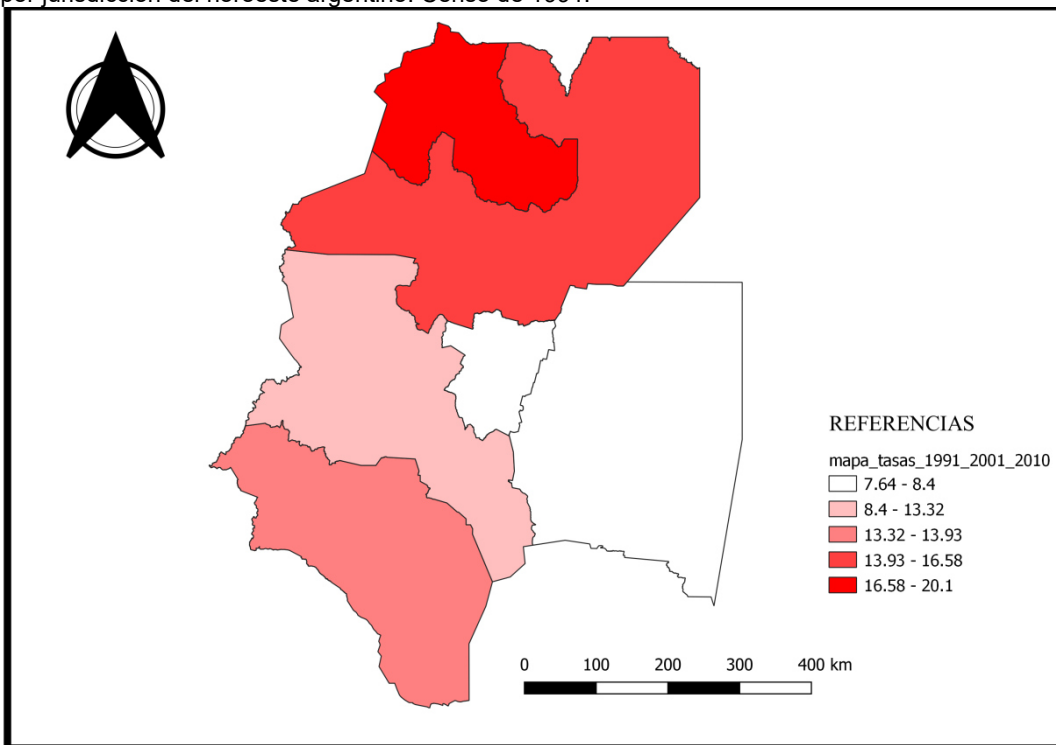 por jurisdicción del noroeste argentino. Censo de 1991.
REFERENCIAS
mapa_tasas_1991_2001_2010
7.64 - 8.4
8.4 - 13.32
13.32 - 13.93
13.93 - 16.58
16.58 - 20.1
0 100 200 300 400 km